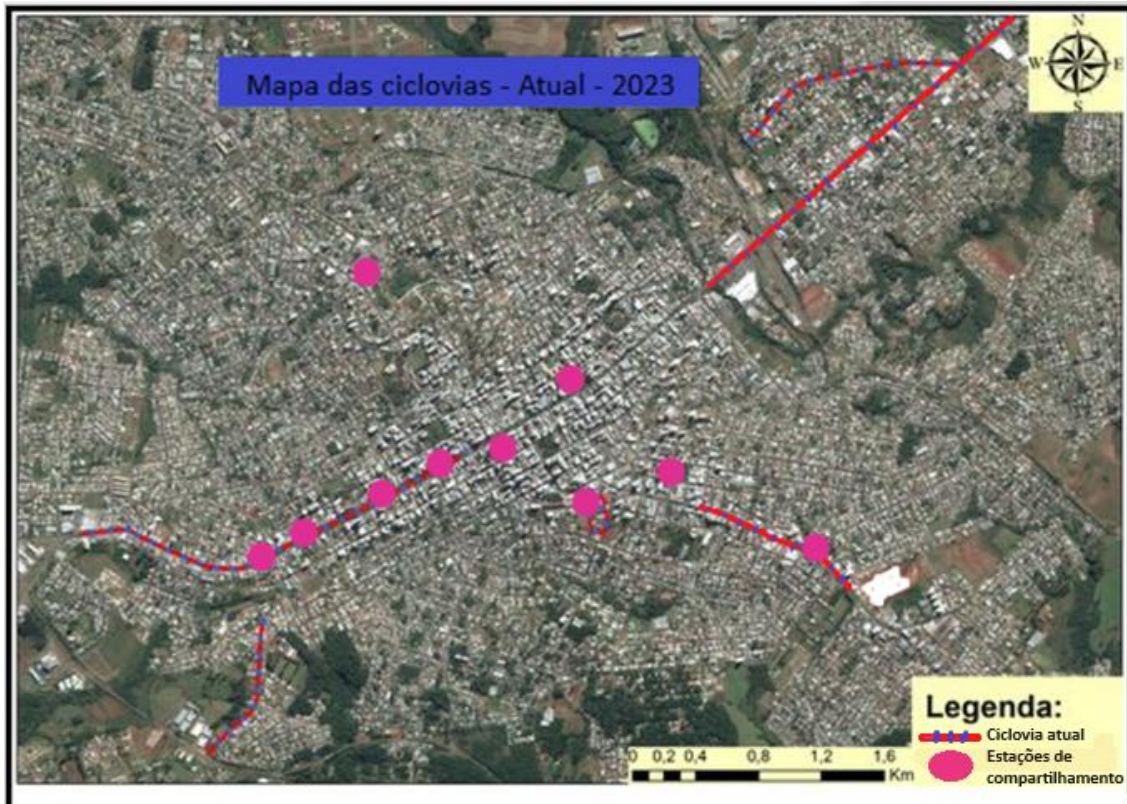 Mapa das ciclovias - Atual - 2023
N
W E
S
Legenda:
Ciclovia atual
Estações de
compartilhamento
0 0,2 0,4 0,8 1,2 1,6
Km